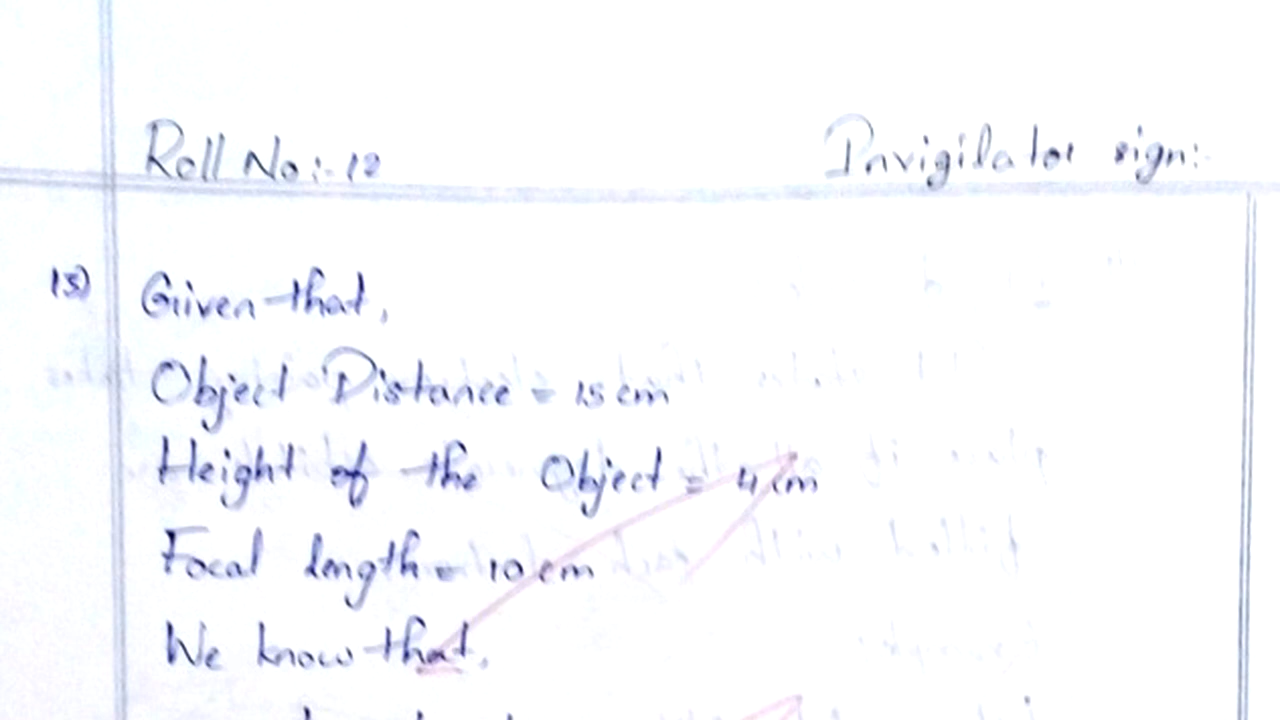 Roll No:- 12
Invigilator sign:-
15) Given that,
Object Distance = 15 cm
Height of the Object = 4 cm
Focal length = 10 cm
We know that,